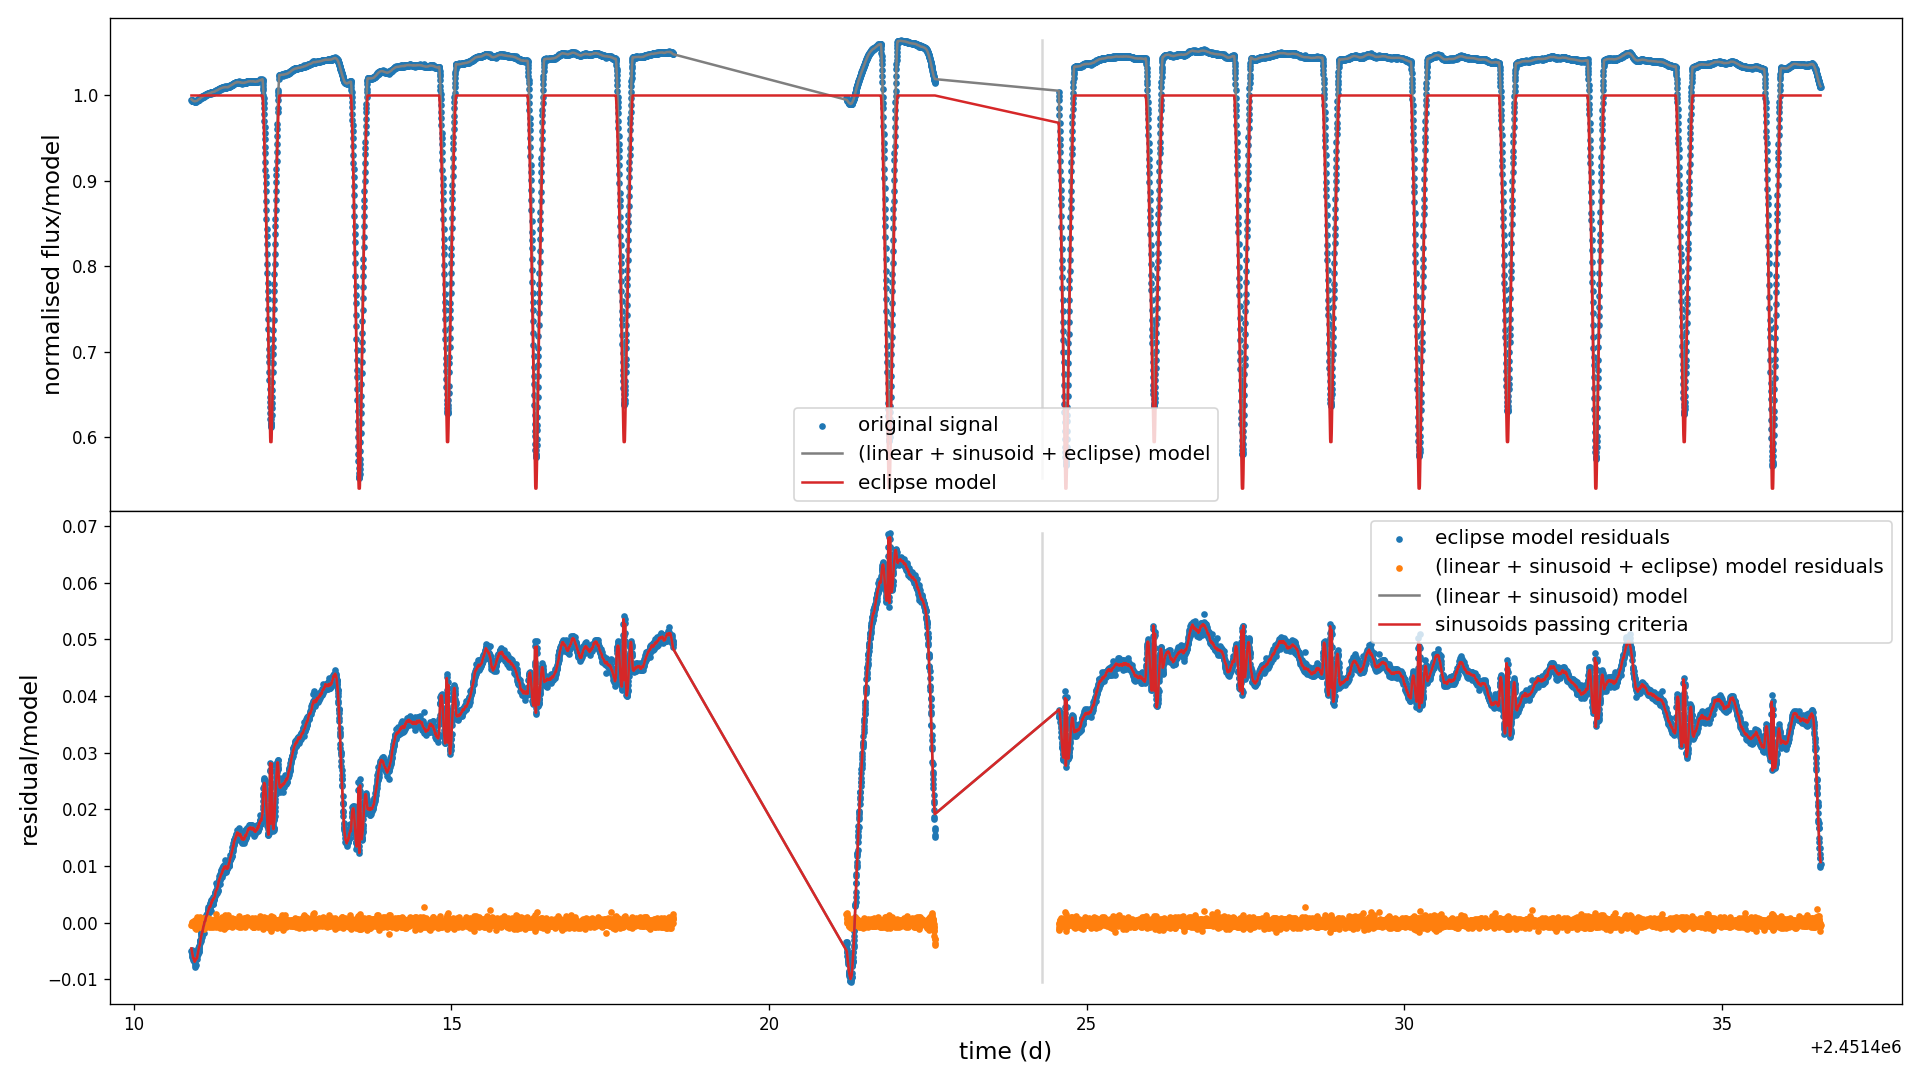 normalised flux/model
1.0
0.9
0.8
0.7
0.6
original signal
(linear + sinusoid + eclipse) model
eclipse model
residual/model
0.07
0.06
0.05
0.04
0.03
0.02
0.01
0.00
−0.01
eclipse model residuals
(linear + sinusoid + eclipse) model residuals
(linear + sinusoid) model
sinusoids passing criteria
10
15
20
25
30
35
time (d)
+2.4514e6